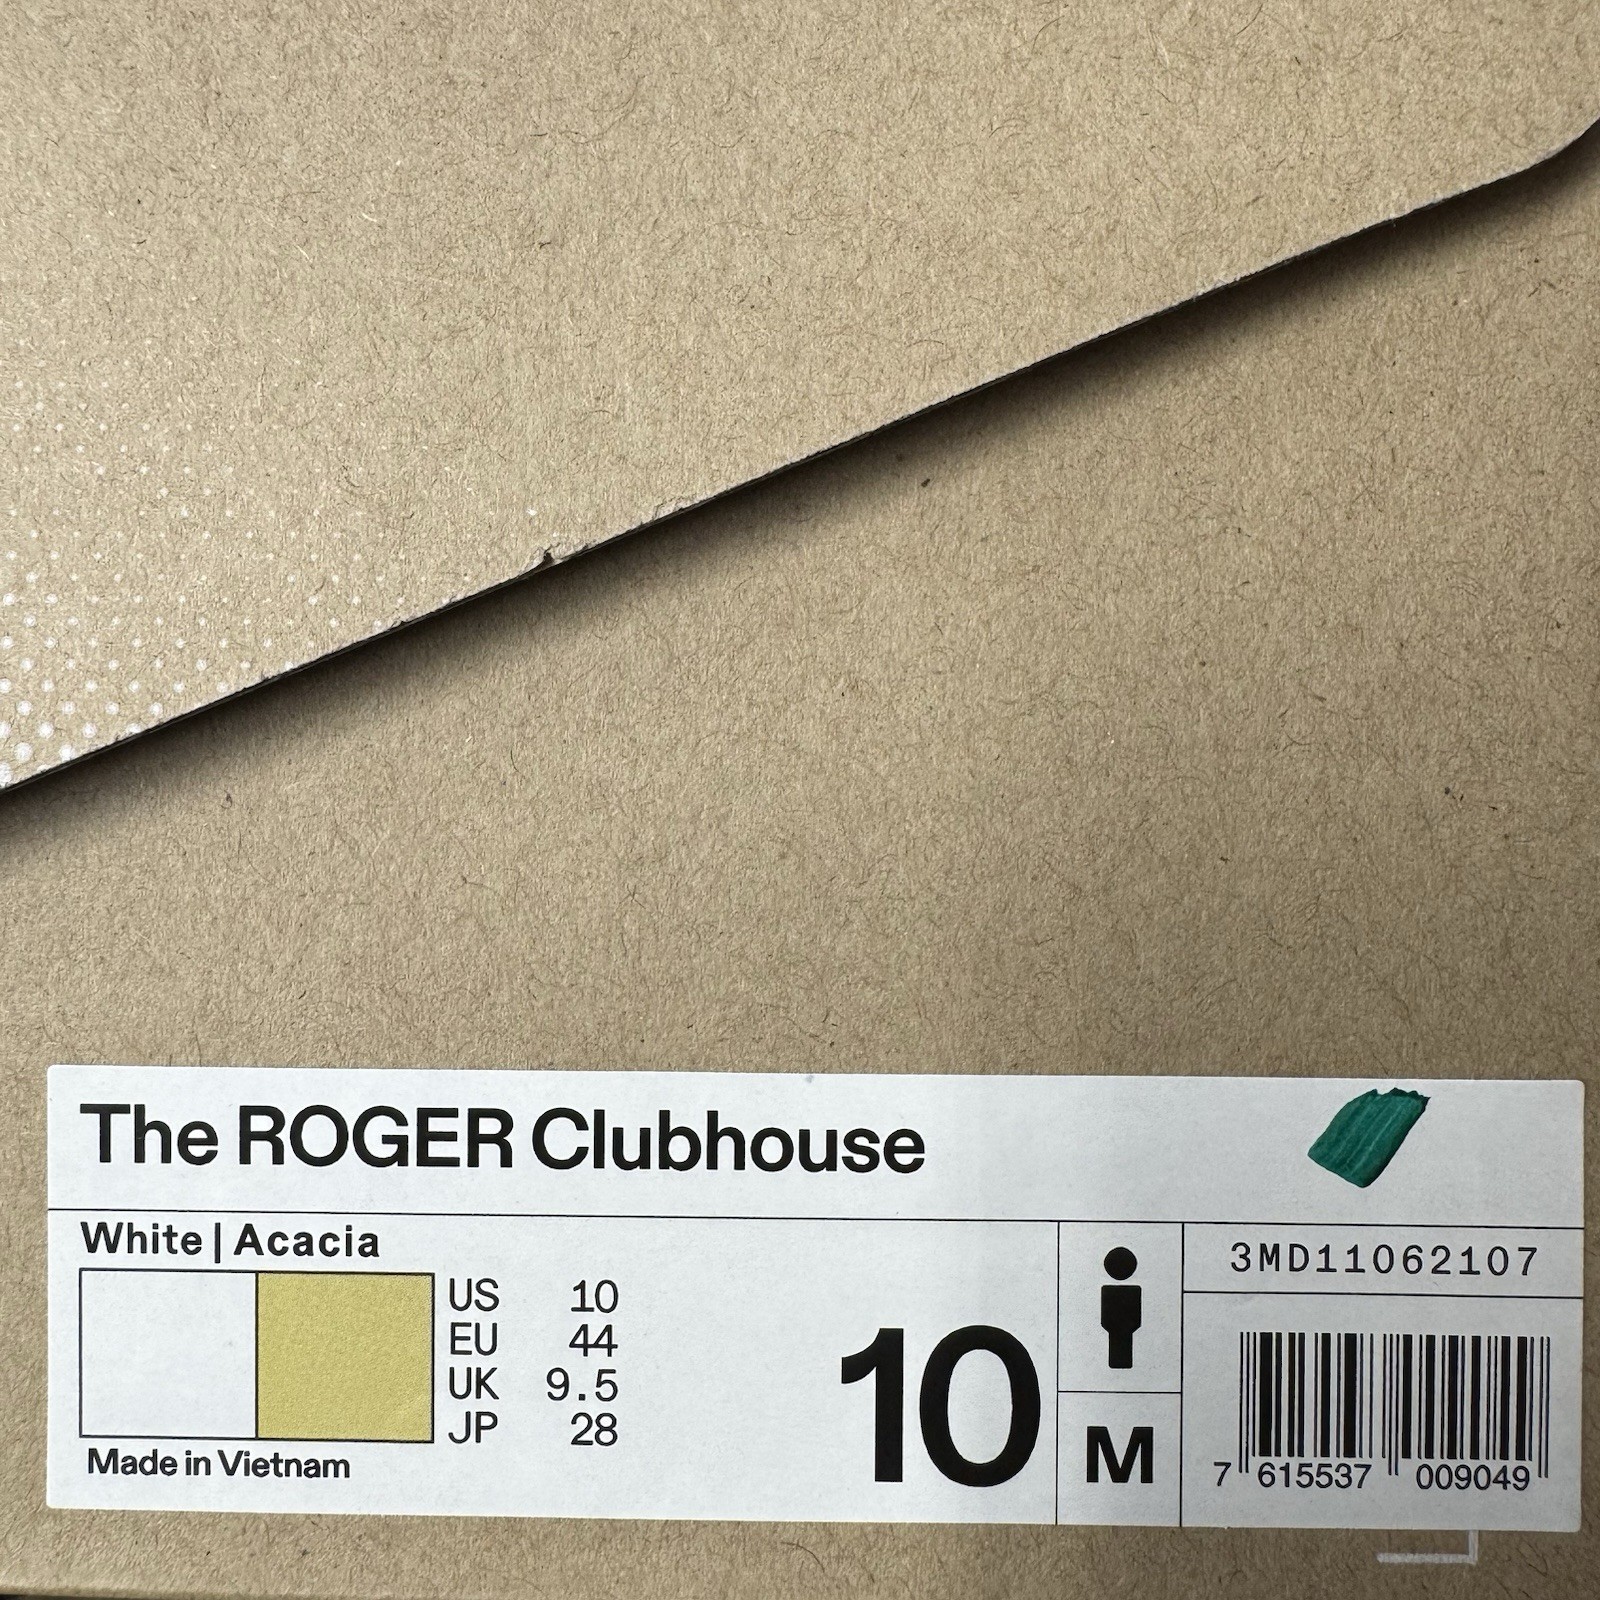 The ROGER Clubhouse
White | Acacia
US 10
EU 44
UK 9.5
JP 28
Made in Vietnam
10
M
3MD11062107
7 615537 009049